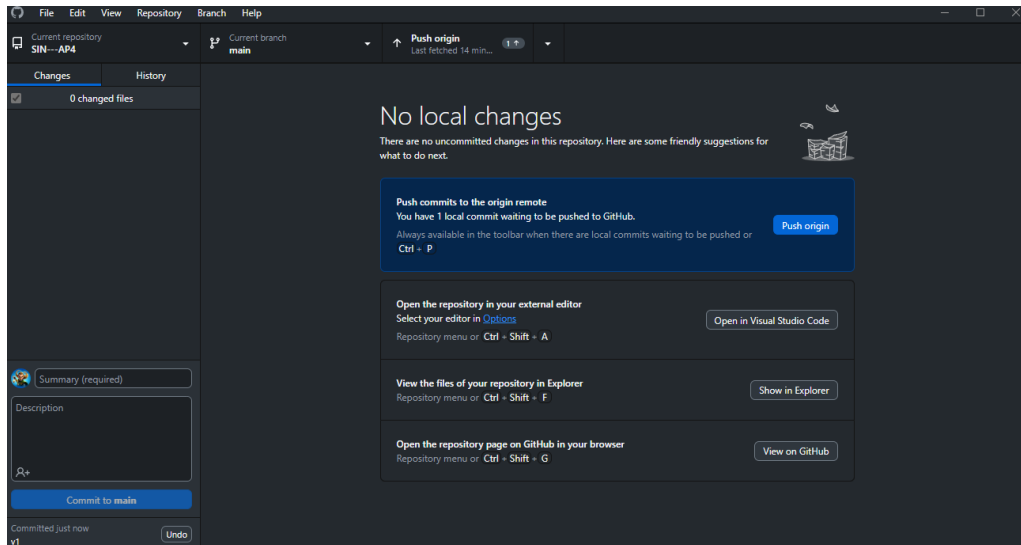 File Edit View Repository Branch Help
Current repository
SIN---AP4
Current branch
main
Push origin
Last fetched 14 min...
1
Changes History
0 changed files
No local changes
There are no uncommitted changes in this repository. Here are some friendly suggestions for
what to do next.
Push commits to the origin remote
You have 1 local commit waiting to be pushed to GitHub.
Always available in the toolbar when there are local commits waiting to be pushed or
Ctrl + P
Push origin
Open the repository in your external editor
Select your editor in Options
Repository menu or Ctrl + Shift + A
Open in Visual Studio Code
View the files of your repository in Explorer
Repository menu or Ctrl + Shift + F
Show in Explorer
Open the repository page on GitHub in your browser
Repository menu or Ctrl + Shift + G
View on GitHub
Summary (required)
Description
Commit to main
Committed just now
v1
Undo